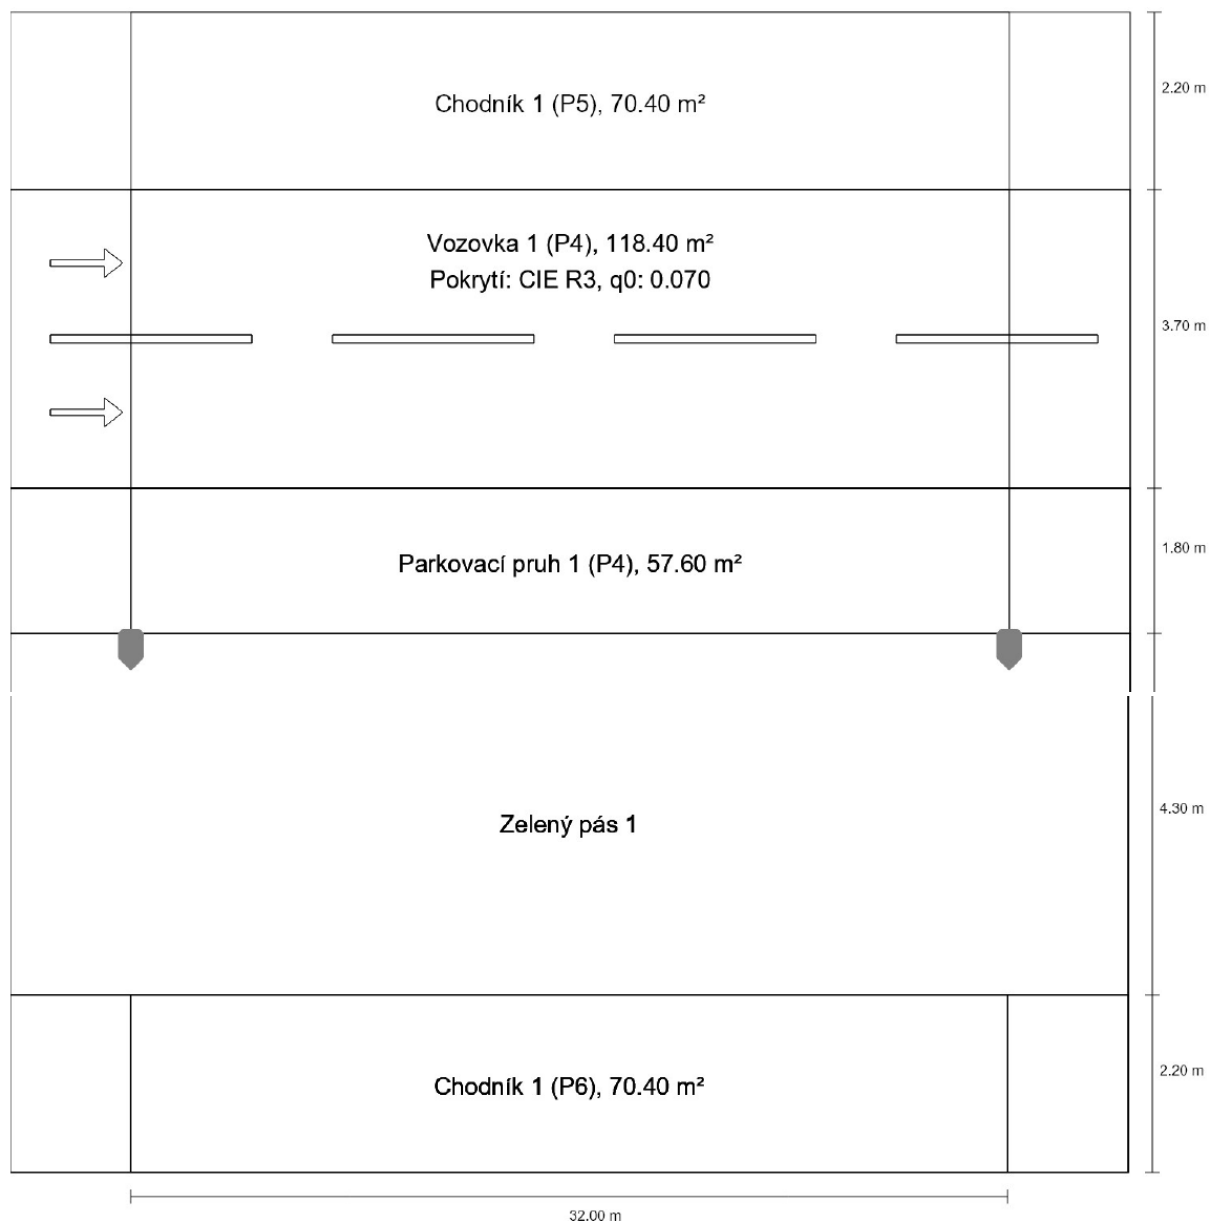 Chodník 1 (P5), 70.40 m²
2.20 m
Vozovka 1 (P4), 118.40 m²
Pokrytí: CIE R3, q0: 0.070
3.70 m
Parkovací pruh 1 (P4), 57.60 m²
1.80 m
Zelený pás 1
4.30 m
Chodník 1 (P6), 70.40 m²
2.20 m
32.00 m